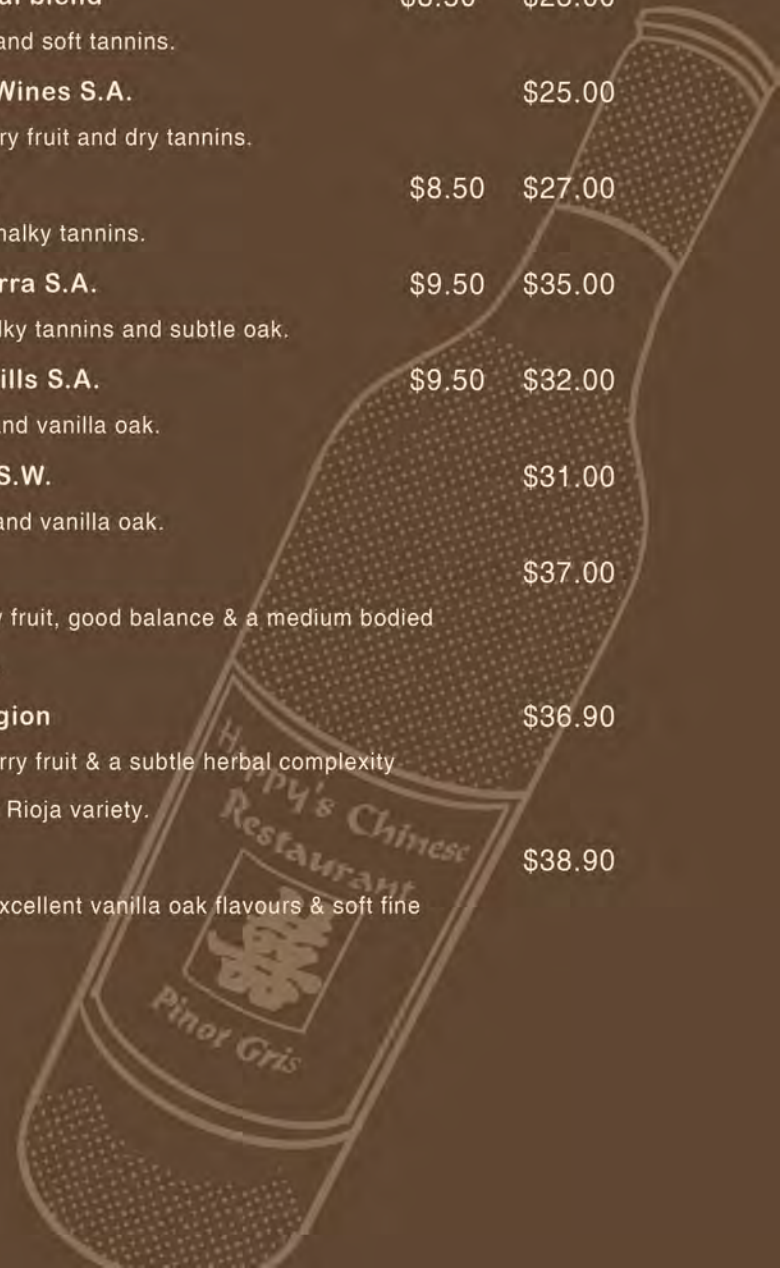 and soft tannins.
Wines S.A. $25.00
ry fruit and dry tannins.
$8.50 $27.00
halky tannins.
rra S.A. $9.50 $35.00
lky tannins and subtle oak.
ills S.A. $9.50 $32.00
and vanilla oak.
S.W. $31.00
and vanilla oak.
$37.00
fruit, good balance & a medium bodied
gion $36.90
rry fruit & a subtle herbal complexity
Rioja variety.
$38.90
xcellent vanilla oak flavours & soft fine
Happy's Chinese
Restaurant
囍
Pinot Gris